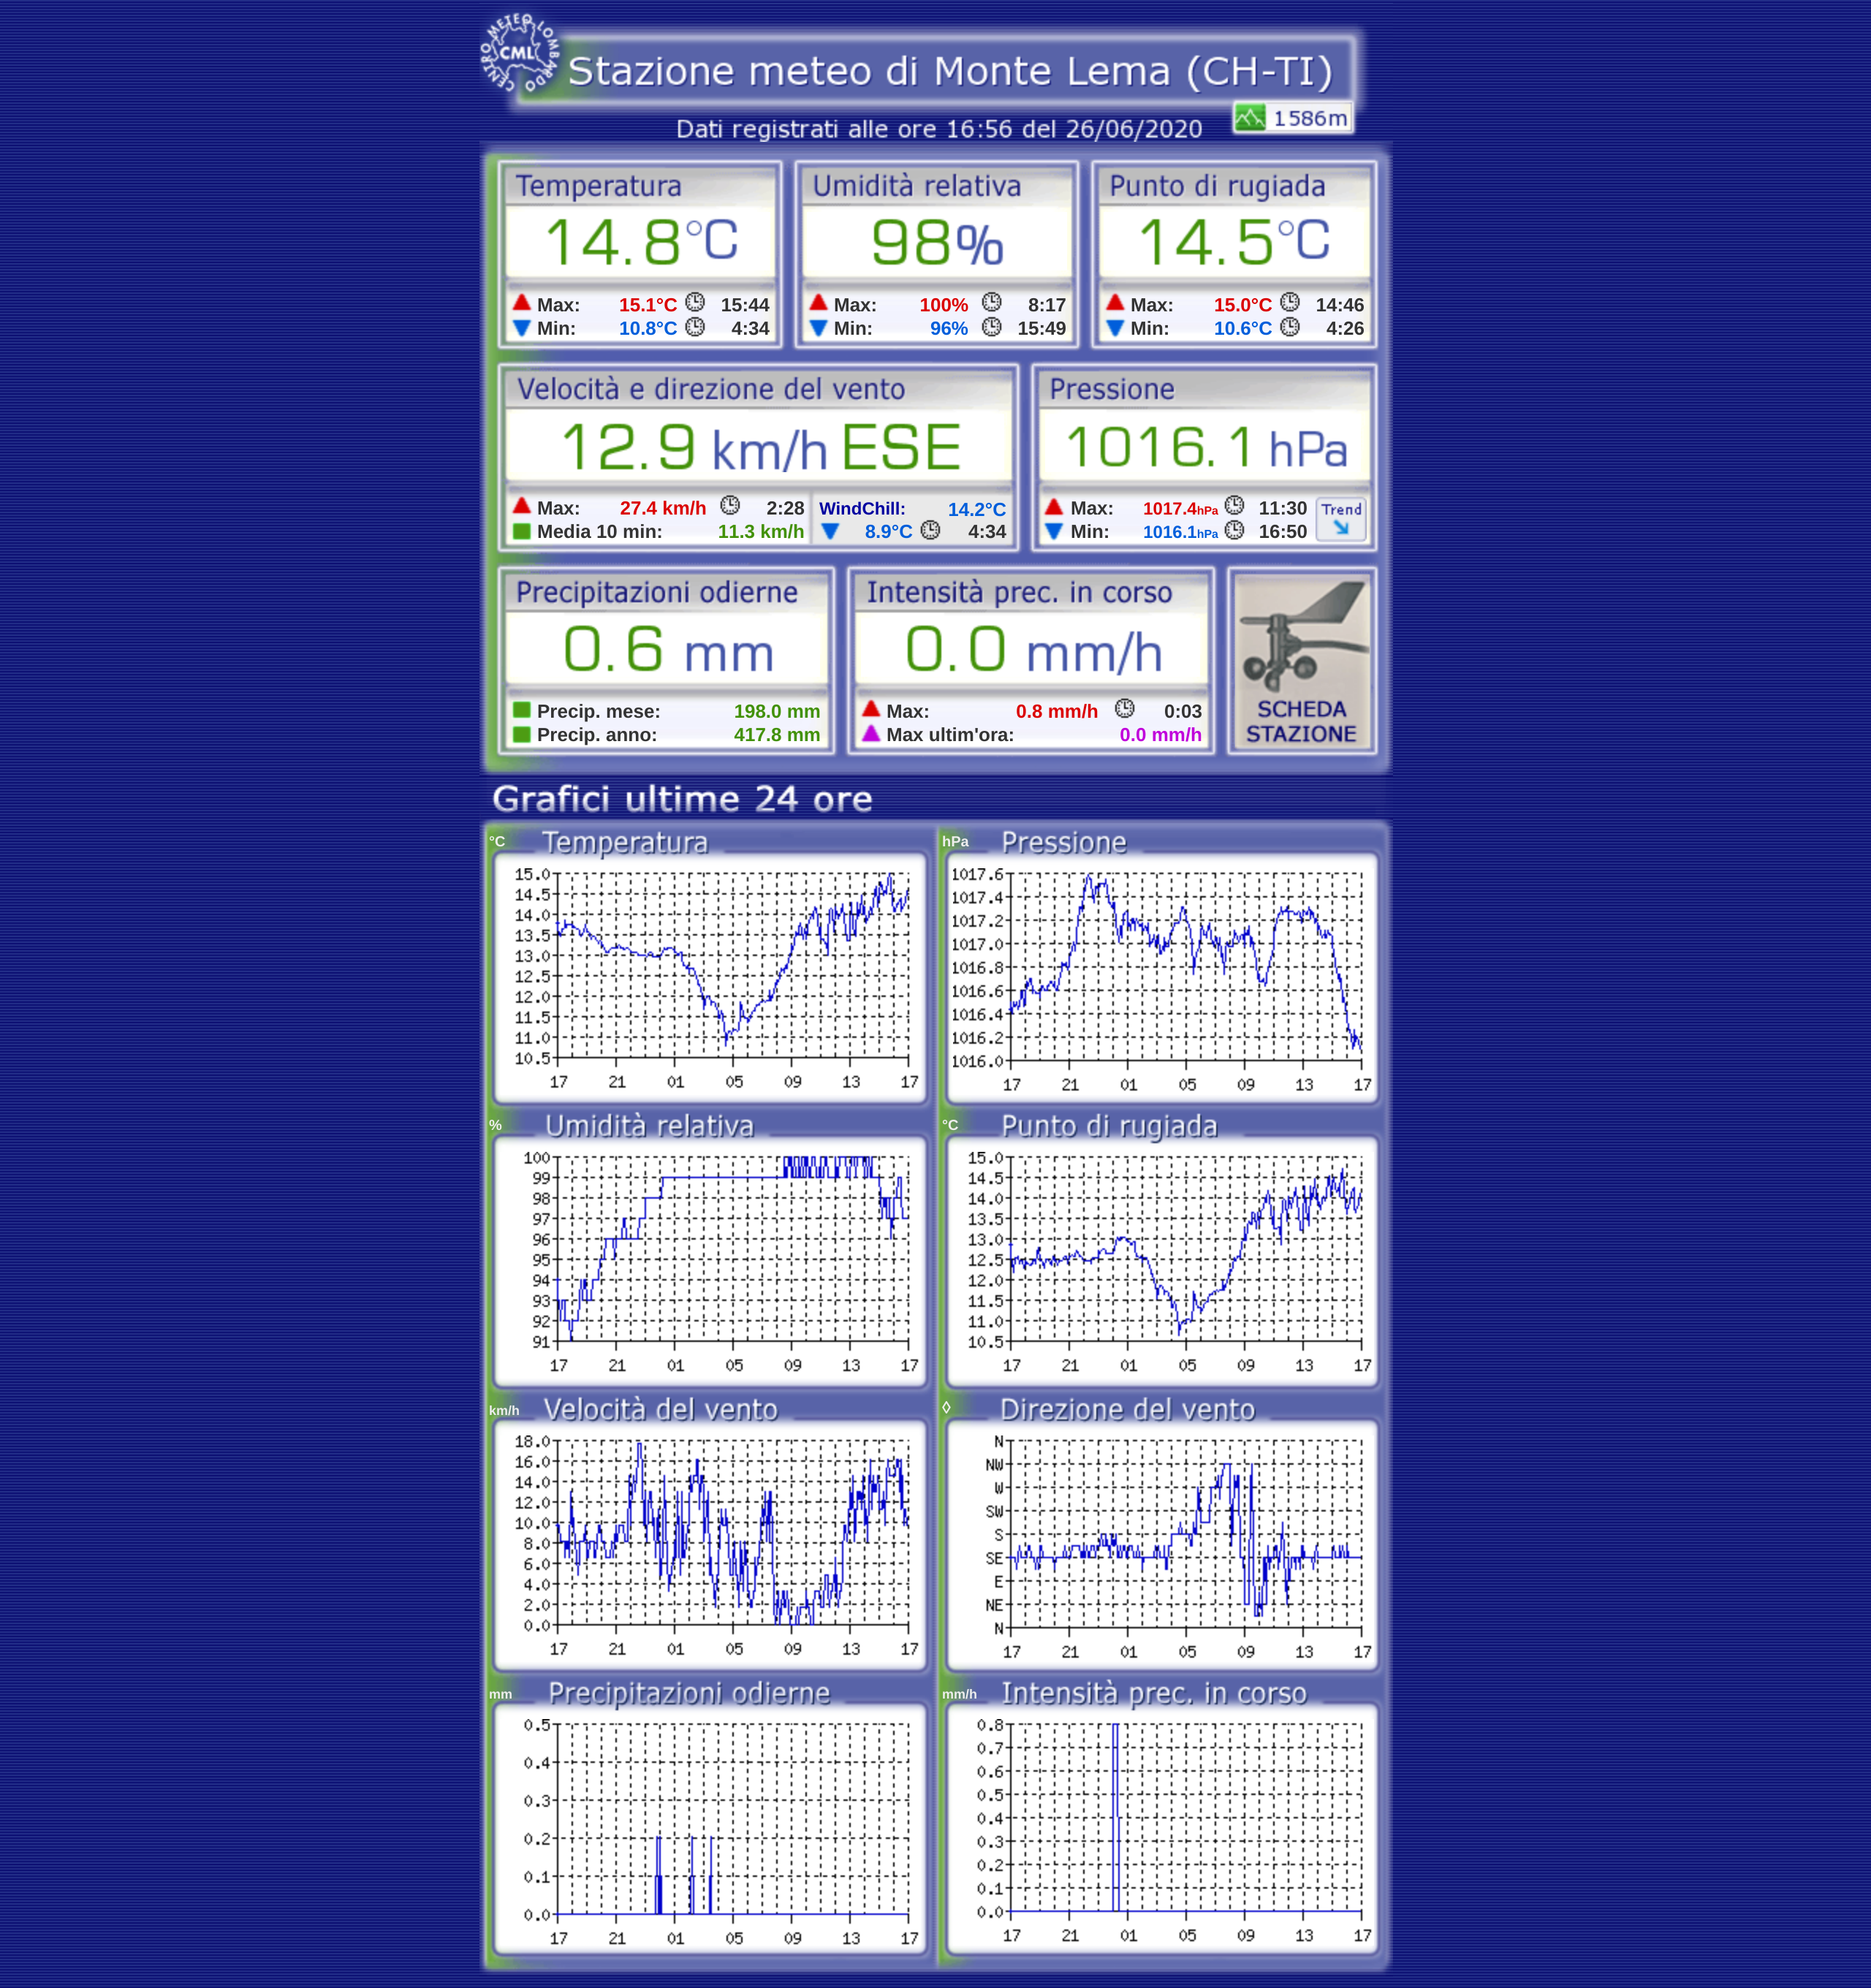 CENTRO METEO LOMBARDO
CML
Stazione meteo di Monte Lema (CH-TI)
1586m
Dati registrati alle ore 16:56 del 26/06/2020
Temperatura Umidità relativa Punto di rugiada
14.8°C 98% 14.5°C
Max: 15.1°C 15:44 Max: 100% 8:17 Max: 15.0°C 14:46
Min: 10.8°C 4:34 Min: 96% 15:49 Min: 10.6°C 4:26
Velocità e direzione del vento Pressione
12.9 km/h ESE 1016.1 hPa
Max: 27.4 km/h 2:28 WindChill: 14.2°C Max: 1017.4hPa 11:30 Trend
Media 10 min: 11.3 km/h 8.9°C 4:34 Min: 1016.1hPa 16:50
Precipitazioni odierne Intensità prec. in corso
0.6 mm 0.0 mm/h
Precip. mese: 198.0 mm Max: 0.8 mm/h 0:03 SCHEDA
Precip. anno: 417.8 mm Max ultim'ora: 0.0 mm/h STAZIONE
Grafici ultime 24 ore
°C Temperatura
15.0
14.5
14.0
13.5
13.0
12.5
12.0
11.5
11.0
10.5
17 21 01 05 09 13 17
hPa Pressione
1017.6
1017.4
1017.2
1017.0
1016.8
1016.6
1016.4
1016.2
1016.0
17 21 01 05 09 13 17
% Umidità relativa
100
99
98
97
96
95
94
93
92
91
17 21 01 05 09 13 17
°C Punto di rugiada
15.0
14.5
14.0
13.5
13.0
12.5
12.0
11.5
11.0
10.5
17 21 01 05 09 13 17
km/h Velocità del vento
18.0
16.0
14.0
12.0
10.0
8.0
6.0
4.0
2.0
0.0
17 21 01 05 09 13 17
◊ Direzione del vento
N
NW
W
SW
S
SE
E
NE
N
17 21 01 05 09 13 17
mm Precipitazioni odierne
0.5
0.4
0.3
0.2
0.1
0.0
17 21 01 05 09 13 17
mm/h Intensità prec. in corso
0.8
0.7
0.6
0.5
0.4
0.3
0.2
0.1
0.0
17 21 01 05 09 13 17